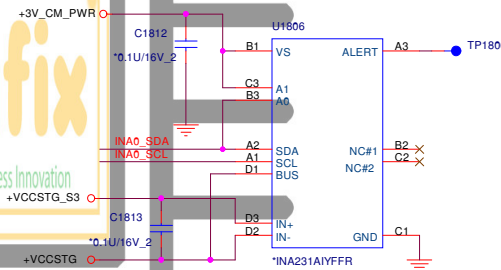 +3V_CM_PWR
C1812
*0.1U/16V_2
U1806
B1
VS
ALERT
A3
TP180
C3
A1
B3
A0
fix
INA0_SDA
INA0_SCL
A2
SDA
A1
SCL
D1
BUS
NC#1
B2
NC#2
C2
ess Innovation
+VCCSTG_S3
C1813
*0.1U/16V_2
D3
IN+
D2
IN-
GND
C1
+VCCSTG
*INA231AIYFFR